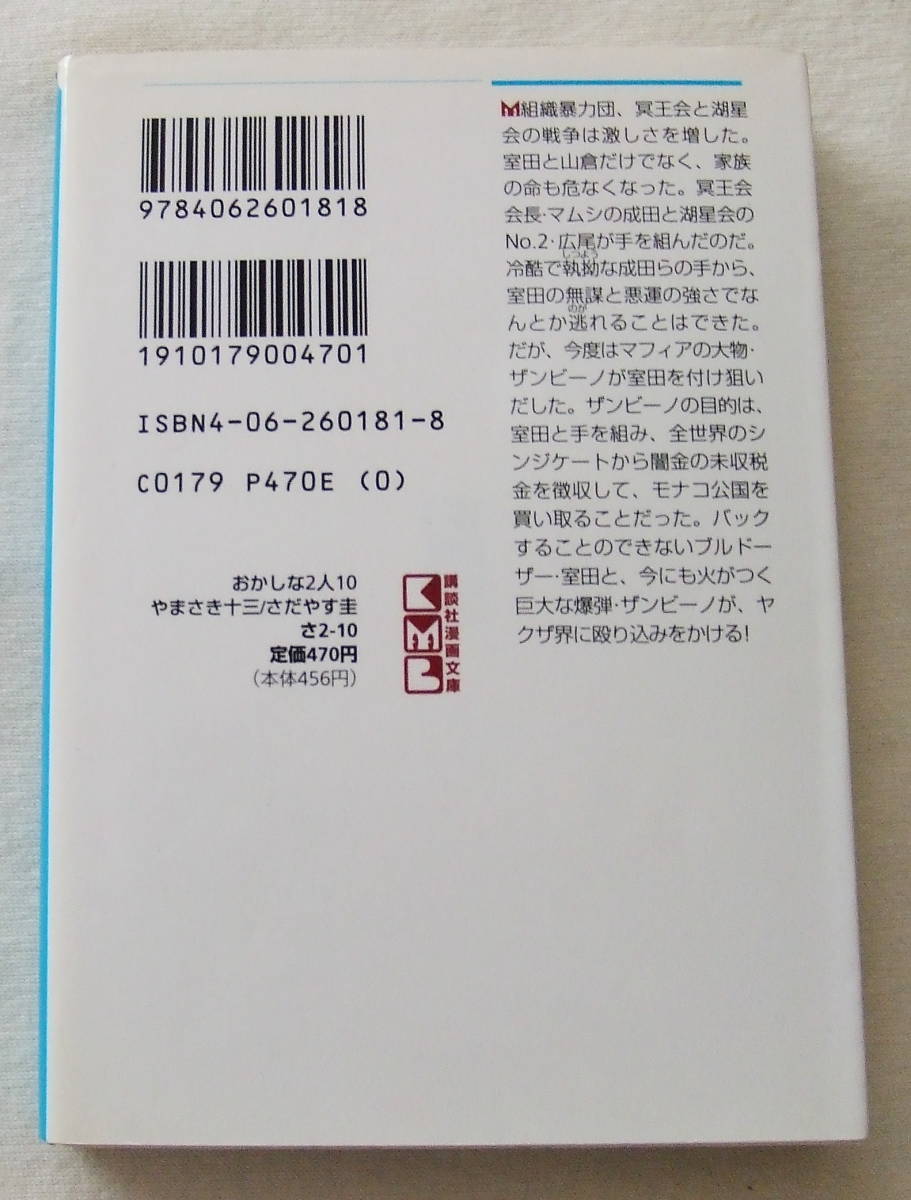 9784062601818
1910179004701
ISBN4-06-260181-8
C0179 P470E (0)
おかしな2人10
やまさき十三/さだやす圭
さ2-10
定価470円
(本体456円)
KMB
講談社漫画文庫
M組織暴力団、冥王会と湖星
会の戦争は激しさを増した。
室田と山倉だけでなく、家族
の命も危なくなった。冥王会
会長・マムシの成田と湖星会の
No.2・広尾が手を組んだのだ。
しつよう
冷酷で執拗な成田らの手から、
室田の無謀と悪運の強さでな
のが
んとか逃れることはできた。
だが、今度はマフィアの大物・
ザンビーノが室田を付け狙い
だした。ザンビーノの目的は、
室田と手を組み、全世界のシ
ンジケートから闇金の未収税
金を徴収して、モナコ公国を
買い取ることだった。バック
することのできないブルドー
ザー・室田と、今にも火がつく
巨大な爆弾・ザンビーノが、ヤ
クザ界に殴り込みをかける!